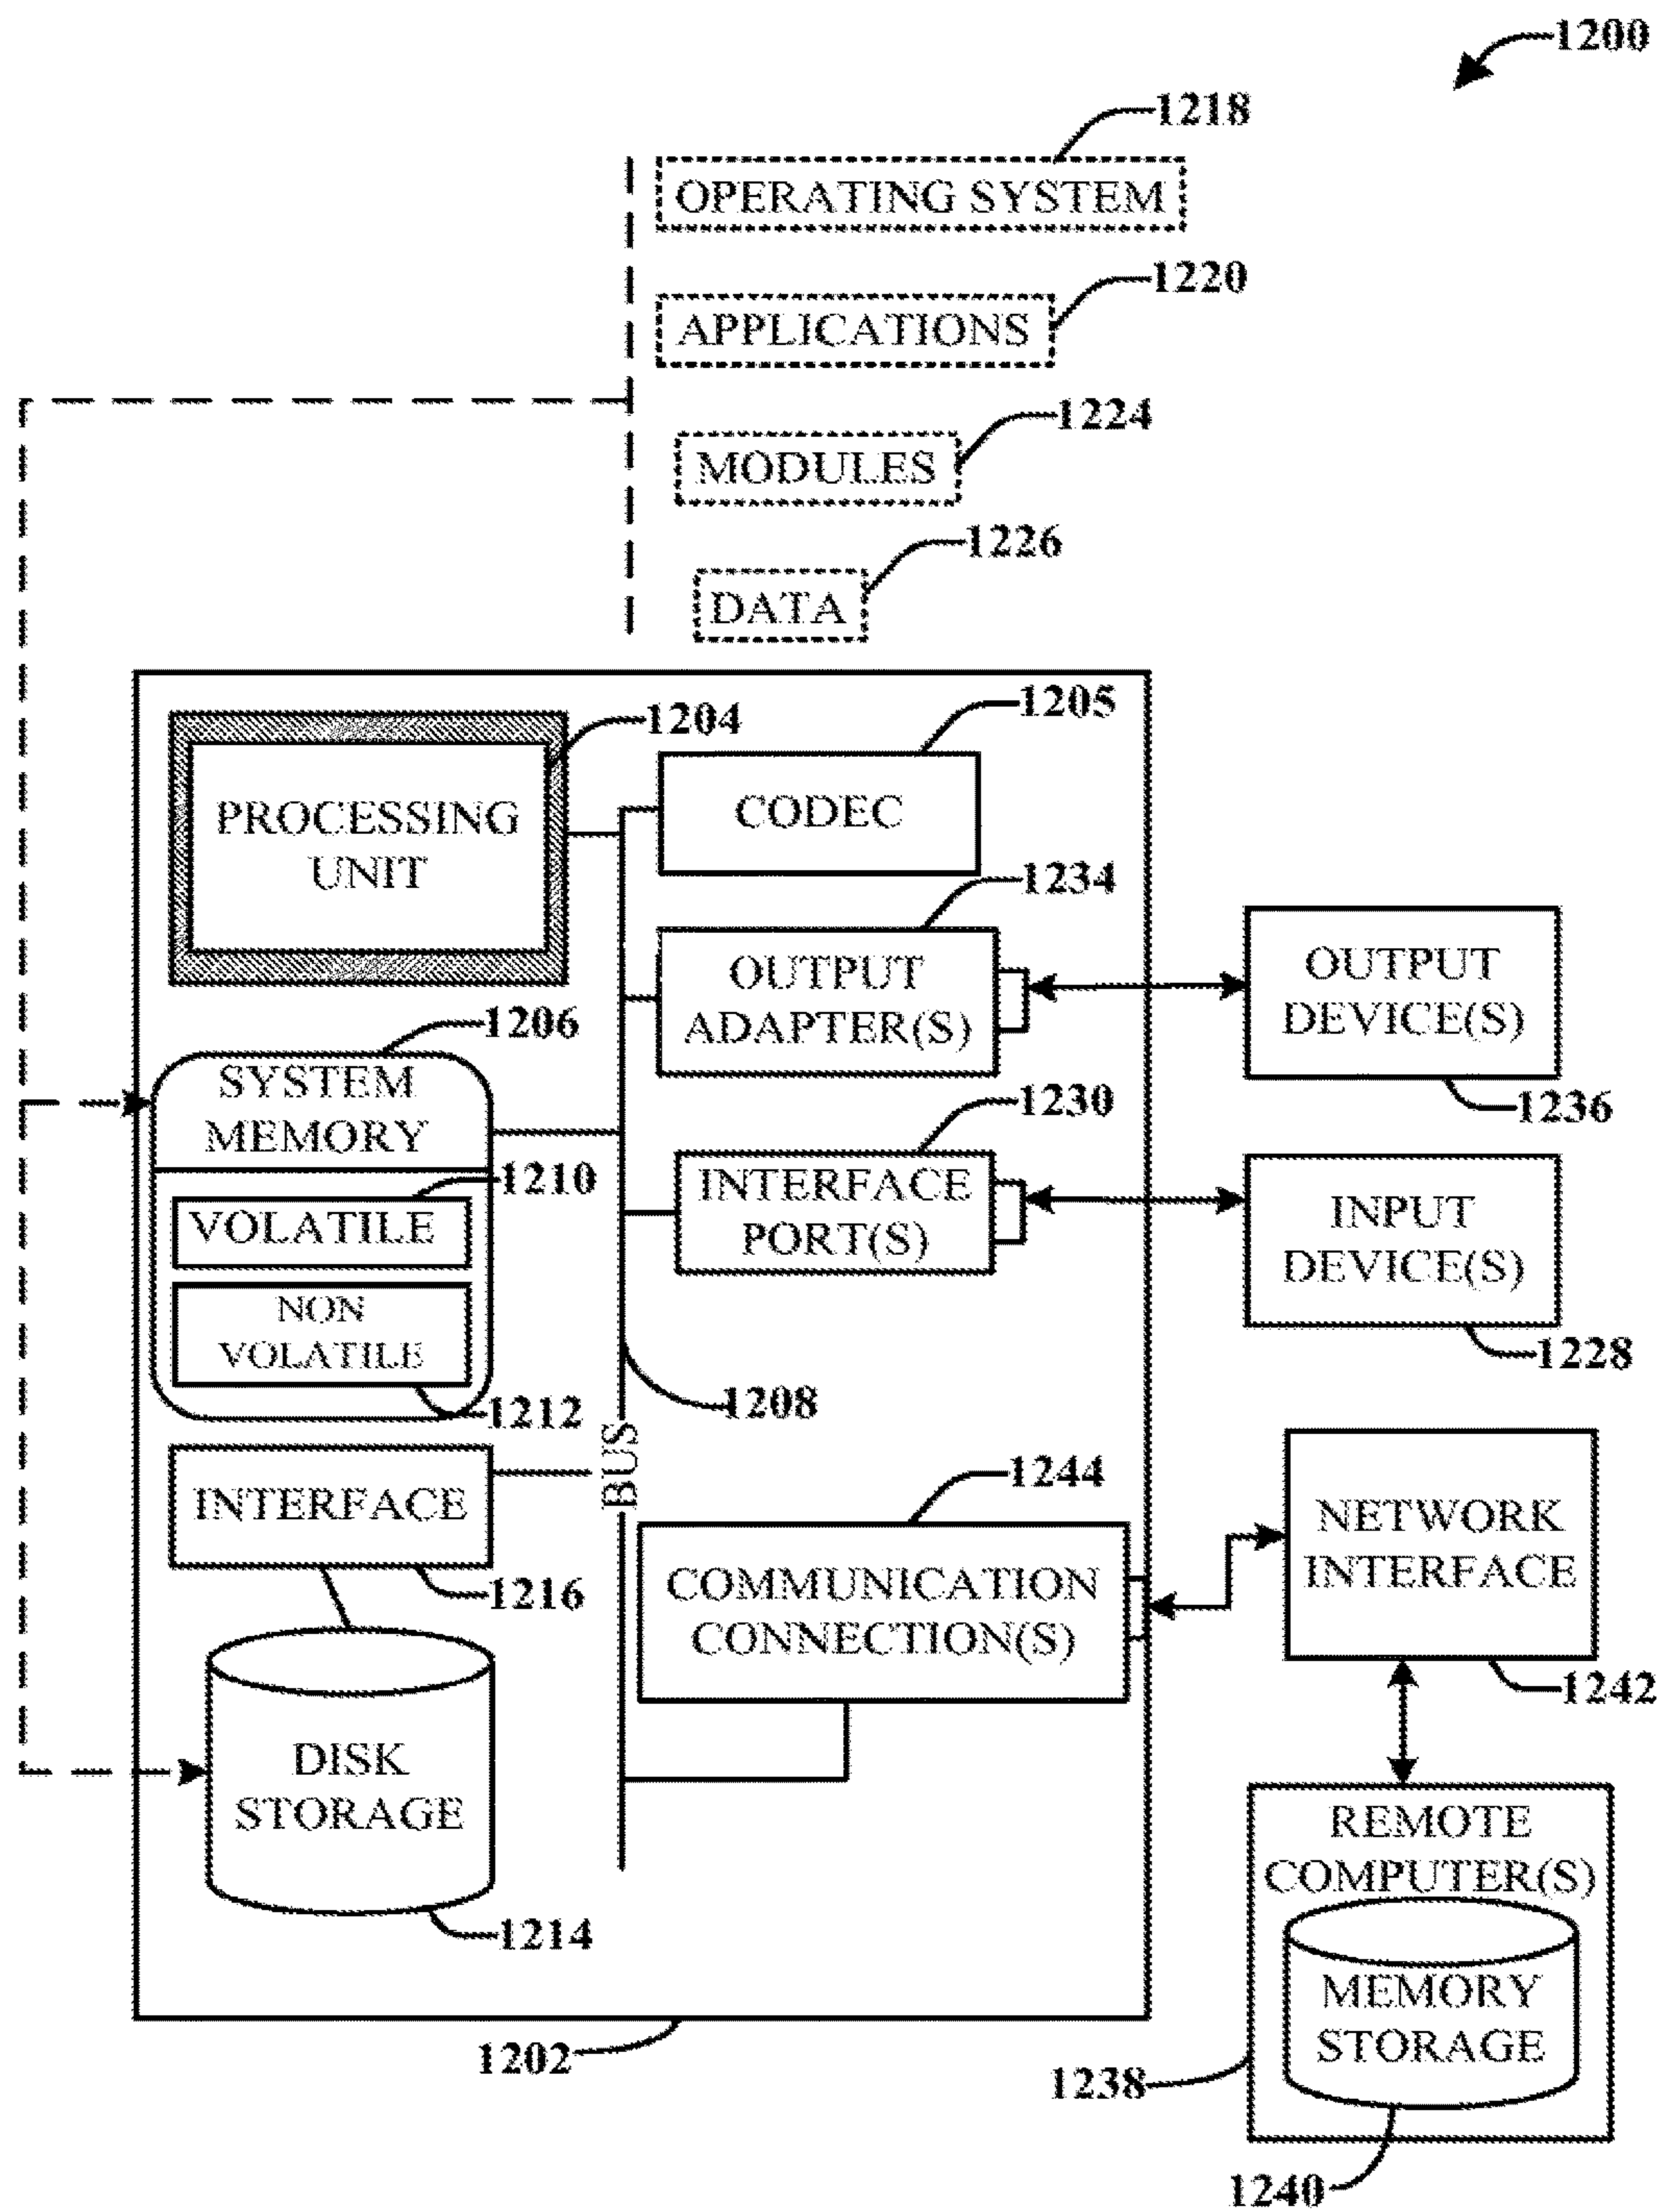 1200
1218
OPERATING SYSTEM
1220
APPLICATIONS
1224
MODULES
1226
DATA
1204
PROCESSING
UNIT
1205
CODEC
1234
OUTPUT
ADAPTER(S)
OUTPUT
DEVICE(S)
1236
1206
SYSTEM
MEMORY
1210
VOLATILE
NON
VOLATILE
1212
1230
INTERFACE
PORT(S)
INPUT
DEVICE(S)
1228
1208
BUS
INTERFACE
1216
1244
COMMUNICATION
CONNECTION(S)
NETWORK
INTERFACE
1242
DISK
STORAGE
1214
REMOTE
COMPUTER(S)
MEMORY
STORAGE
1202
1238
1240